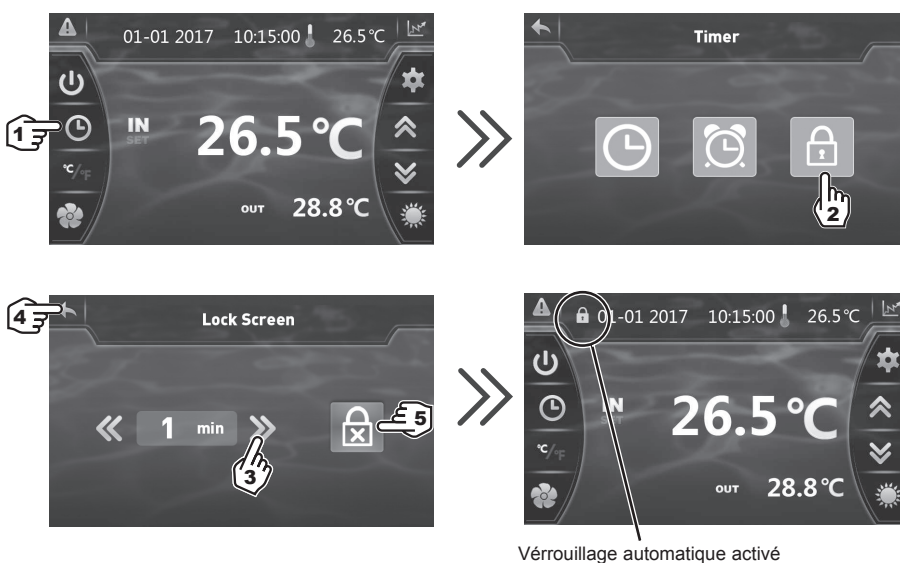 01-01 2017 10:15:00 26.5°C
1
IN
SET
26.5°C
°C/°F
OUT 28.8°C
Timer
2
4
Lock Screen
1 min
5
3
01-01 2017 10:15:00 26.5°C
IN
26.5°C
°C/°F
OUT 28.8°C
Vérrouillage automatique activé